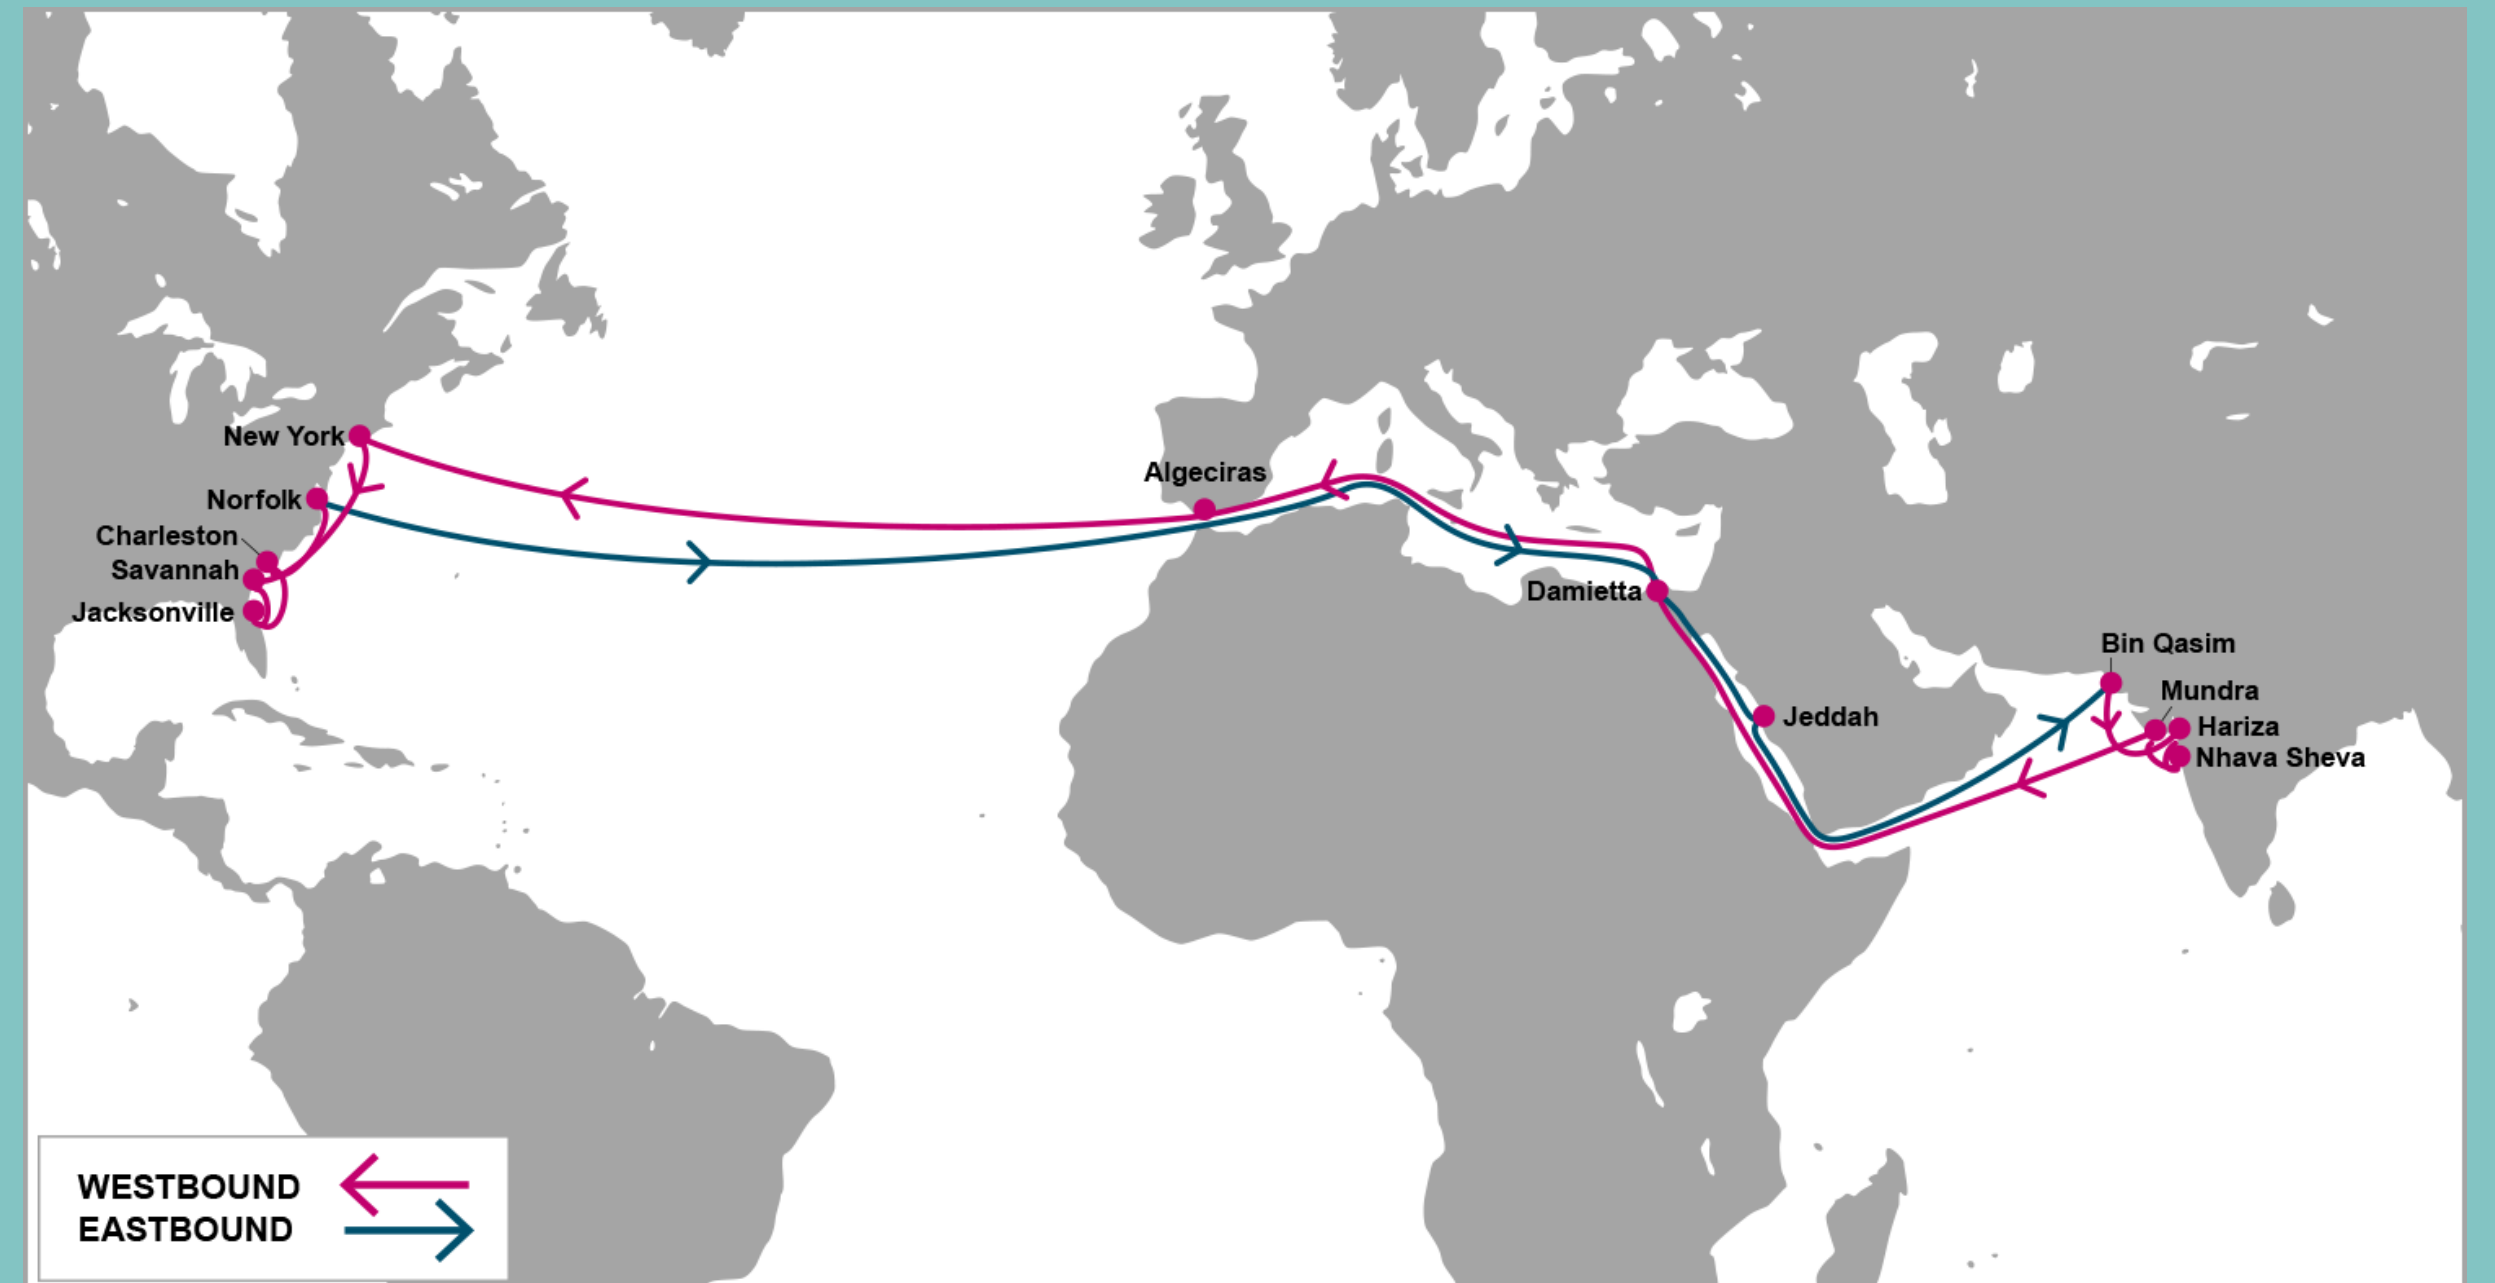 New York
Norfolk
Charleston
Savannah
Jacksonville
Algeciras
Damietta
Jeddah
Bin Qasim
Mundra
Hariza
Nhava Sheva
WESTBOUND
EASTBOUND